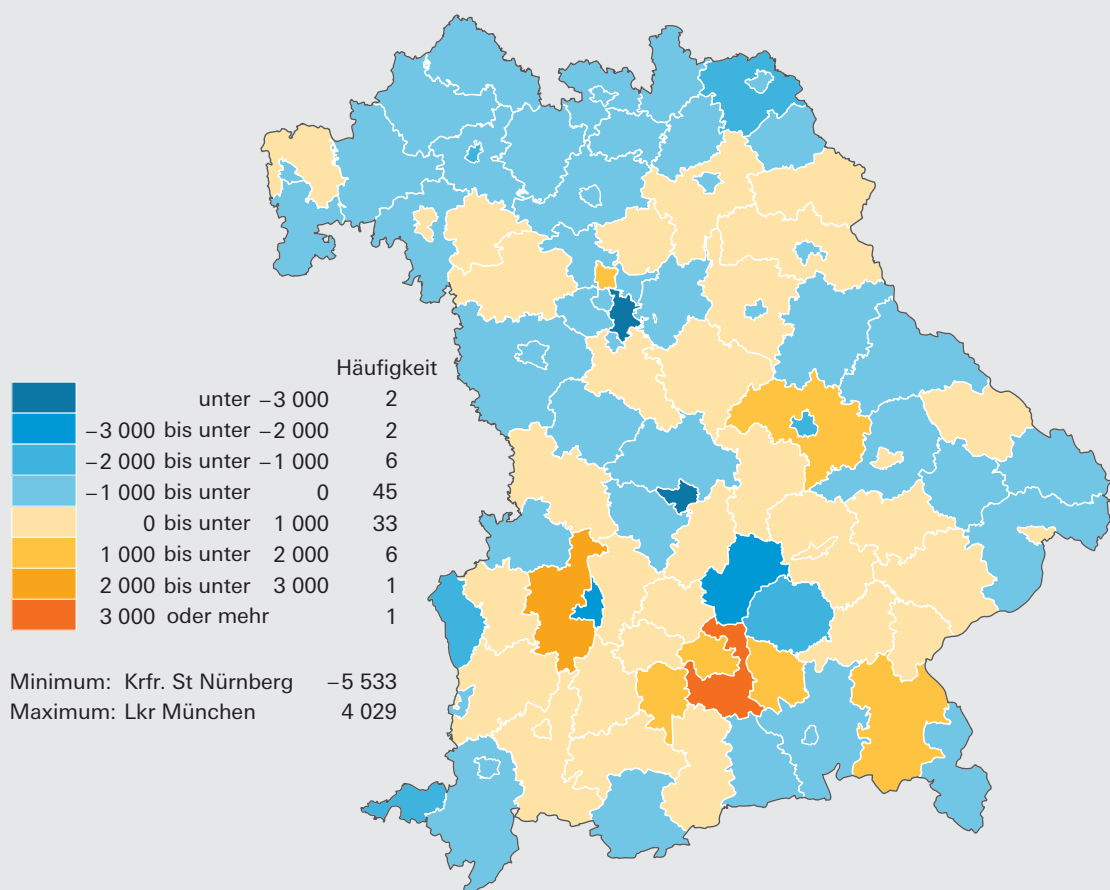 Häufigkeit
unter −3 000 2
−3 000 bis unter −2 000 2
−2 000 bis unter −1 000 6
−1 000 bis unter 0 45
0 bis unter 1 000 33
1 000 bis unter 2 000 6
2 000 bis unter 3 000 1
3 000 oder mehr 1
Minimum: Krfr. St Nürnberg −5 533
Maximum: Lkr München 4 029